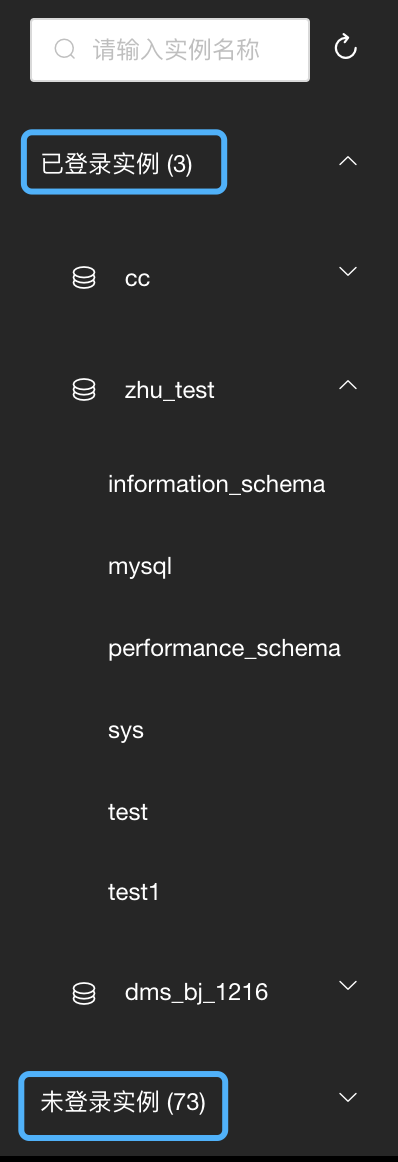 请输入实例名称
已登录实例 (3)
cc
zhu_test
information_schema
mysql
performance_schema
sys
test
test1
dms_bj_1216
未登录实例 (73)